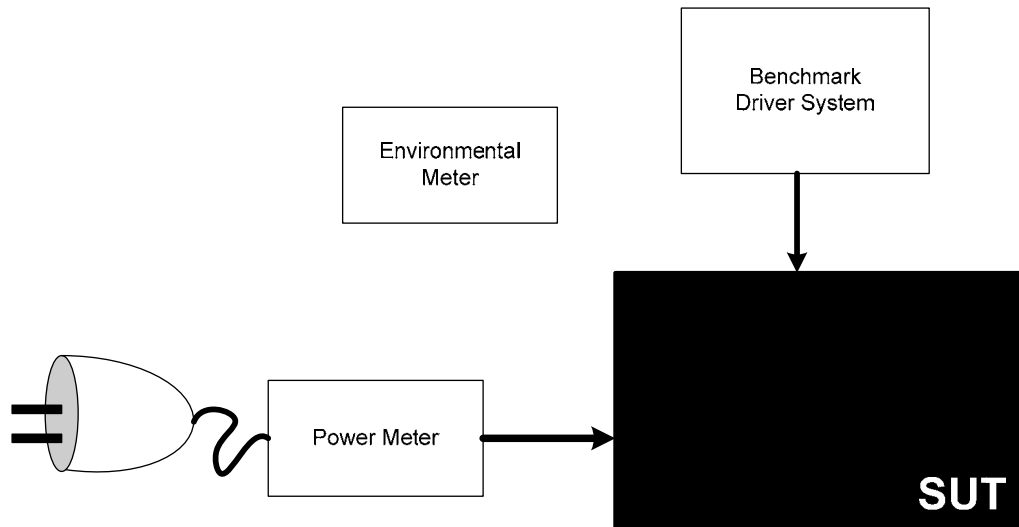 Benchmark
Driver System
Environmental
Meter
Power Meter
SUT